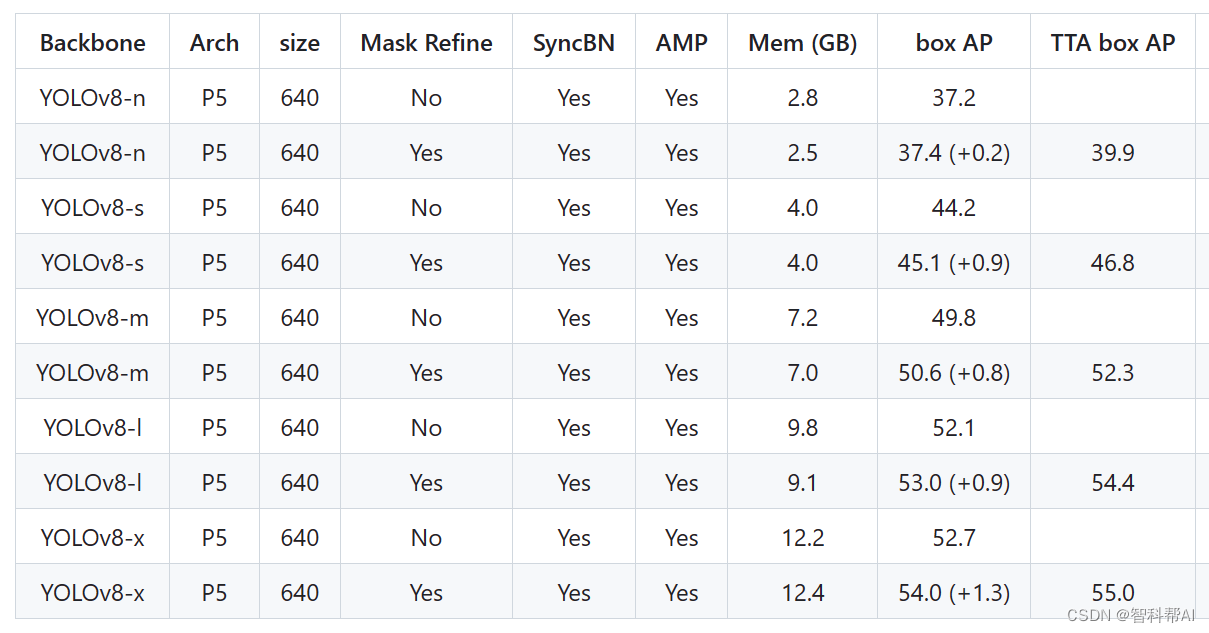 Backbone Arch size Mask Refine SyncBN AMP Mem (GB) box AP TTA box AP
YOLOv8-n P5 640 No Yes Yes 2.8 37.2
YOLOv8-n P5 640 Yes Yes Yes 2.5 37.4 (+0.2) 39.9
YOLOv8-s P5 640 No Yes Yes 4.0 44.2
YOLOv8-s P5 640 Yes Yes Yes 4.0 45.1 (+0.9) 46.8
YOLOv8-m P5 640 No Yes Yes 7.2 49.8
YOLOv8-m P5 640 Yes Yes Yes 7.0 50.6 (+0.8) 52.3
YOLOv8-l P5 640 No Yes Yes 9.8 52.1
YOLOv8-l P5 640 Yes Yes Yes 9.1 53.0 (+0.9) 54.4
YOLOv8-x P5 640 No Yes Yes 12.2 52.7
YOLOv8-x P5 640 Yes Yes Yes 12.4 54.0 (+1.3) 55.0
CSDN @智科帮AI